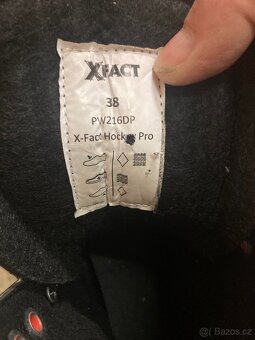 XFACT
38
PW216DP
X-Fact Hockey Pro
Bazos.cz